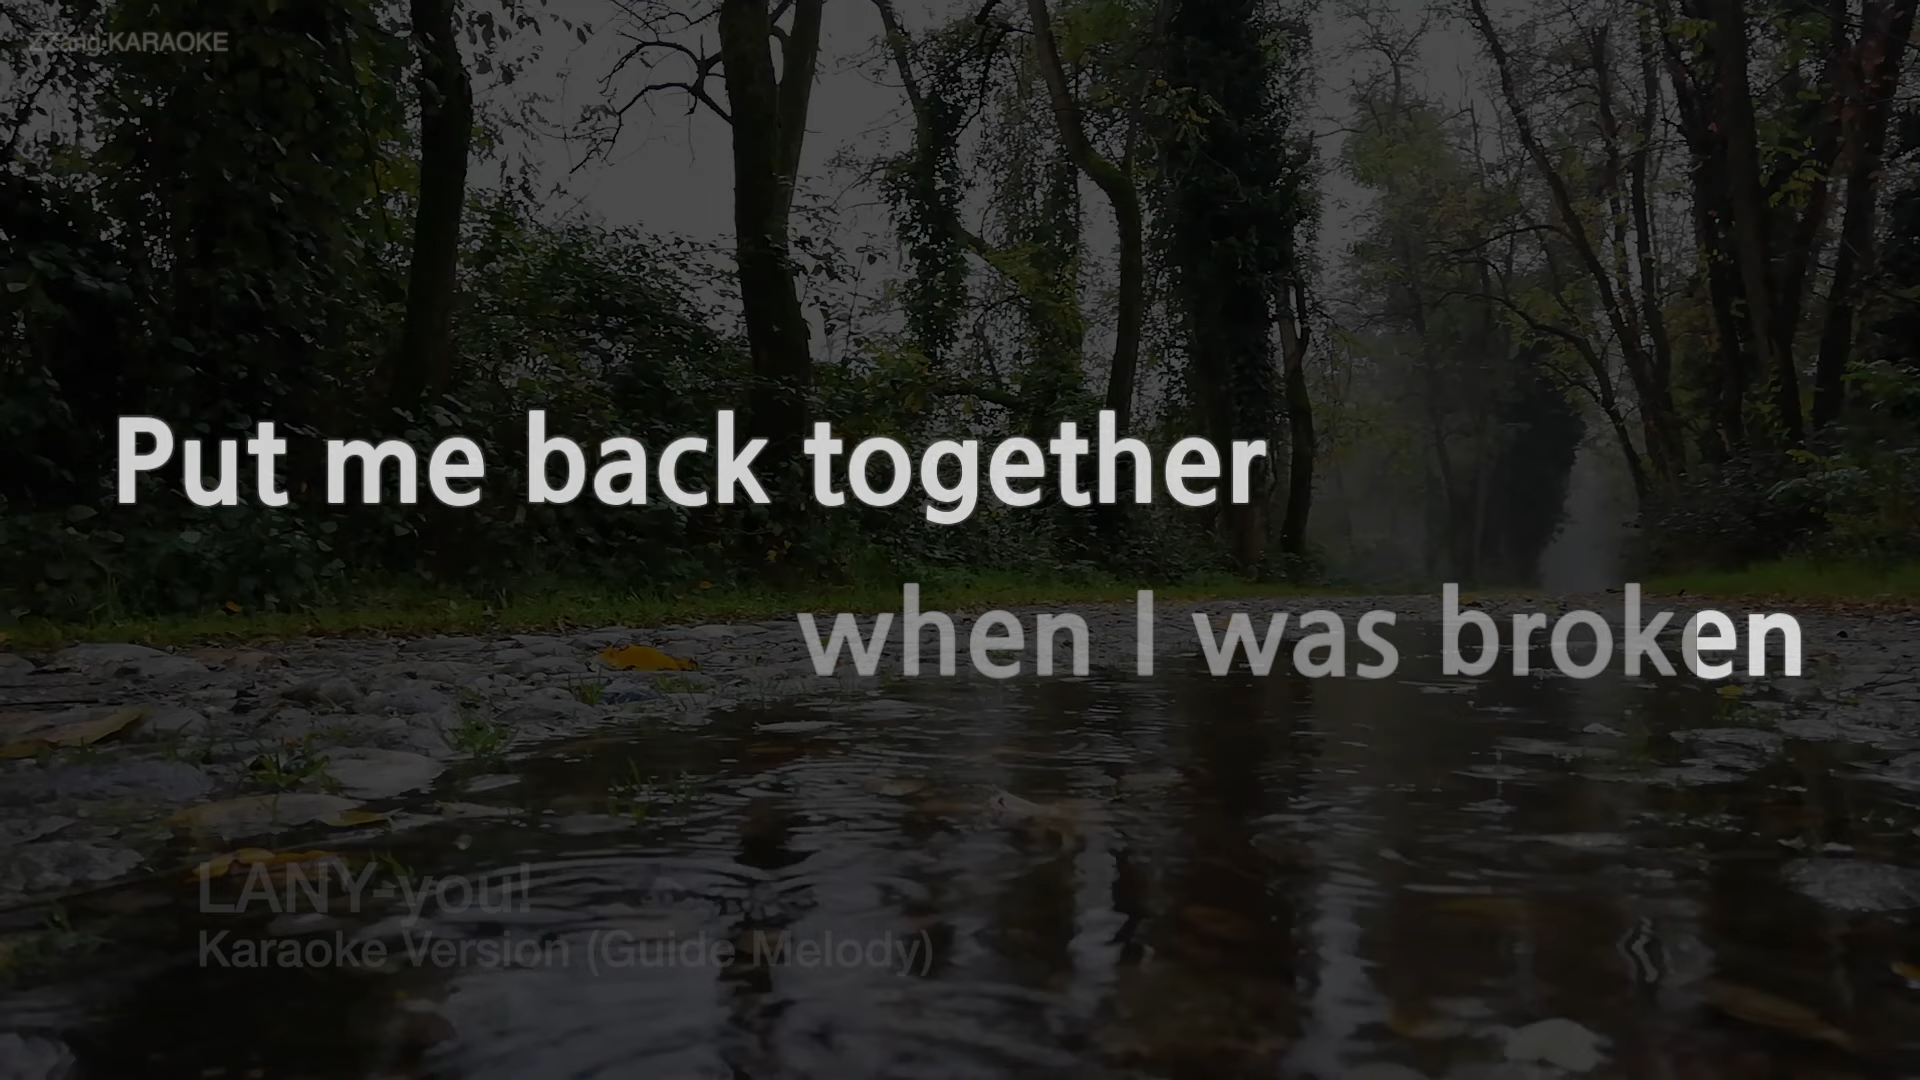 ZZang KARAOKE
Put me back together
when I was broken
LANY-you!
Karaoke Version (Guide Melody)